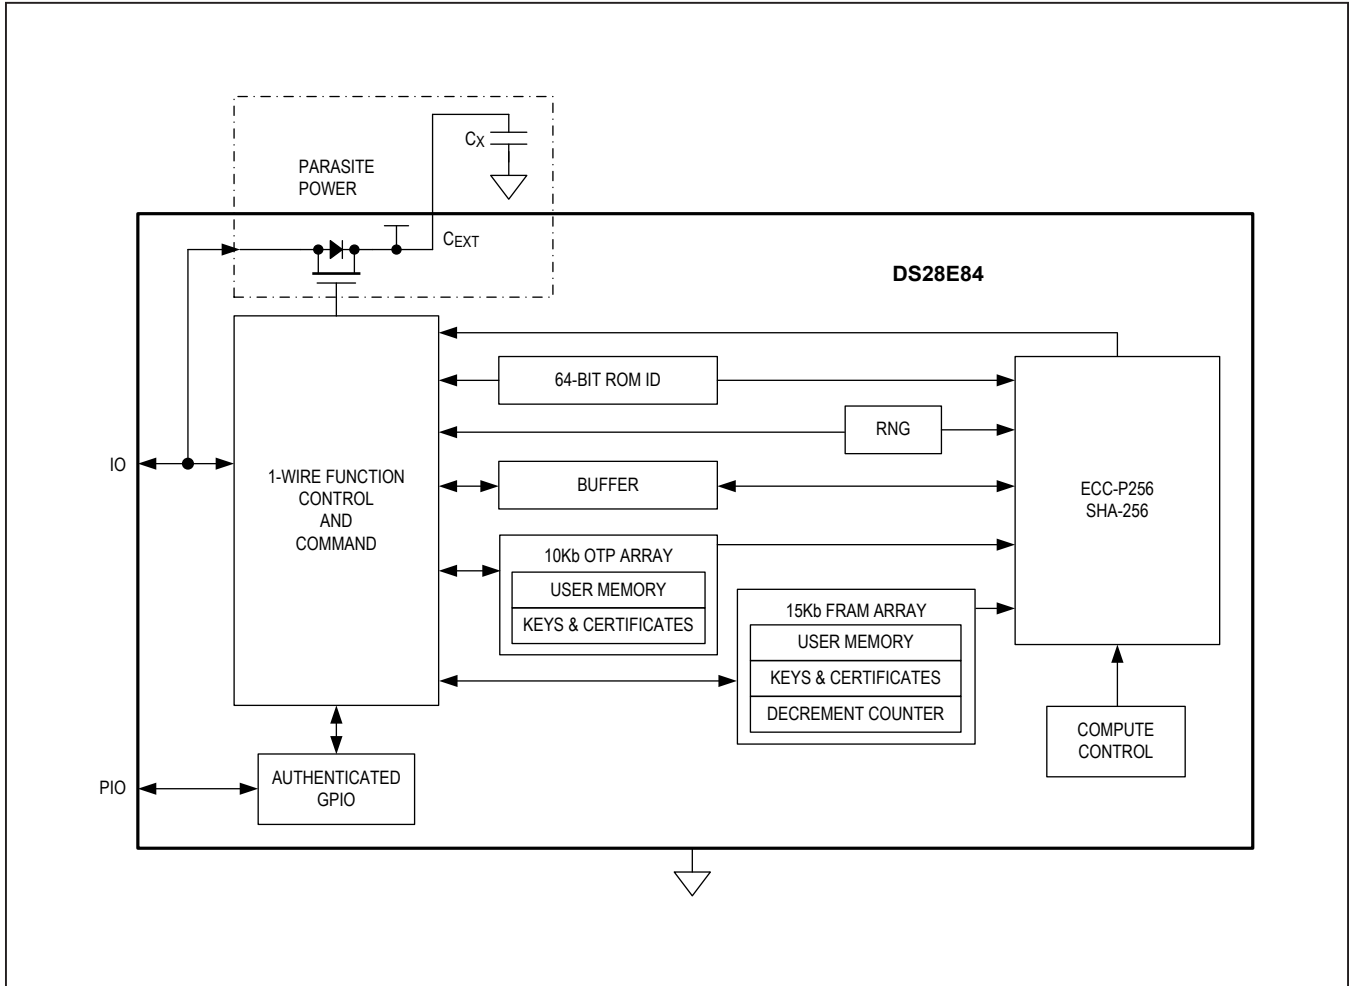 C_X
PARASITE
POWER
C_EXT
DS28E84
64-BIT ROM ID
RNG
IO
1-WIRE FUNCTION
CONTROL
AND
COMMAND
BUFFER
ECC-P256
SHA-256
10Kb OTP ARRAY
USER MEMORY
KEYS & CERTIFICATES
15Kb FRAM ARRAY
USER MEMORY
KEYS & CERTIFICATES
DECREMENT COUNTER
COMPUTE
CONTROL
PIO
AUTHENTICATED
GPIO